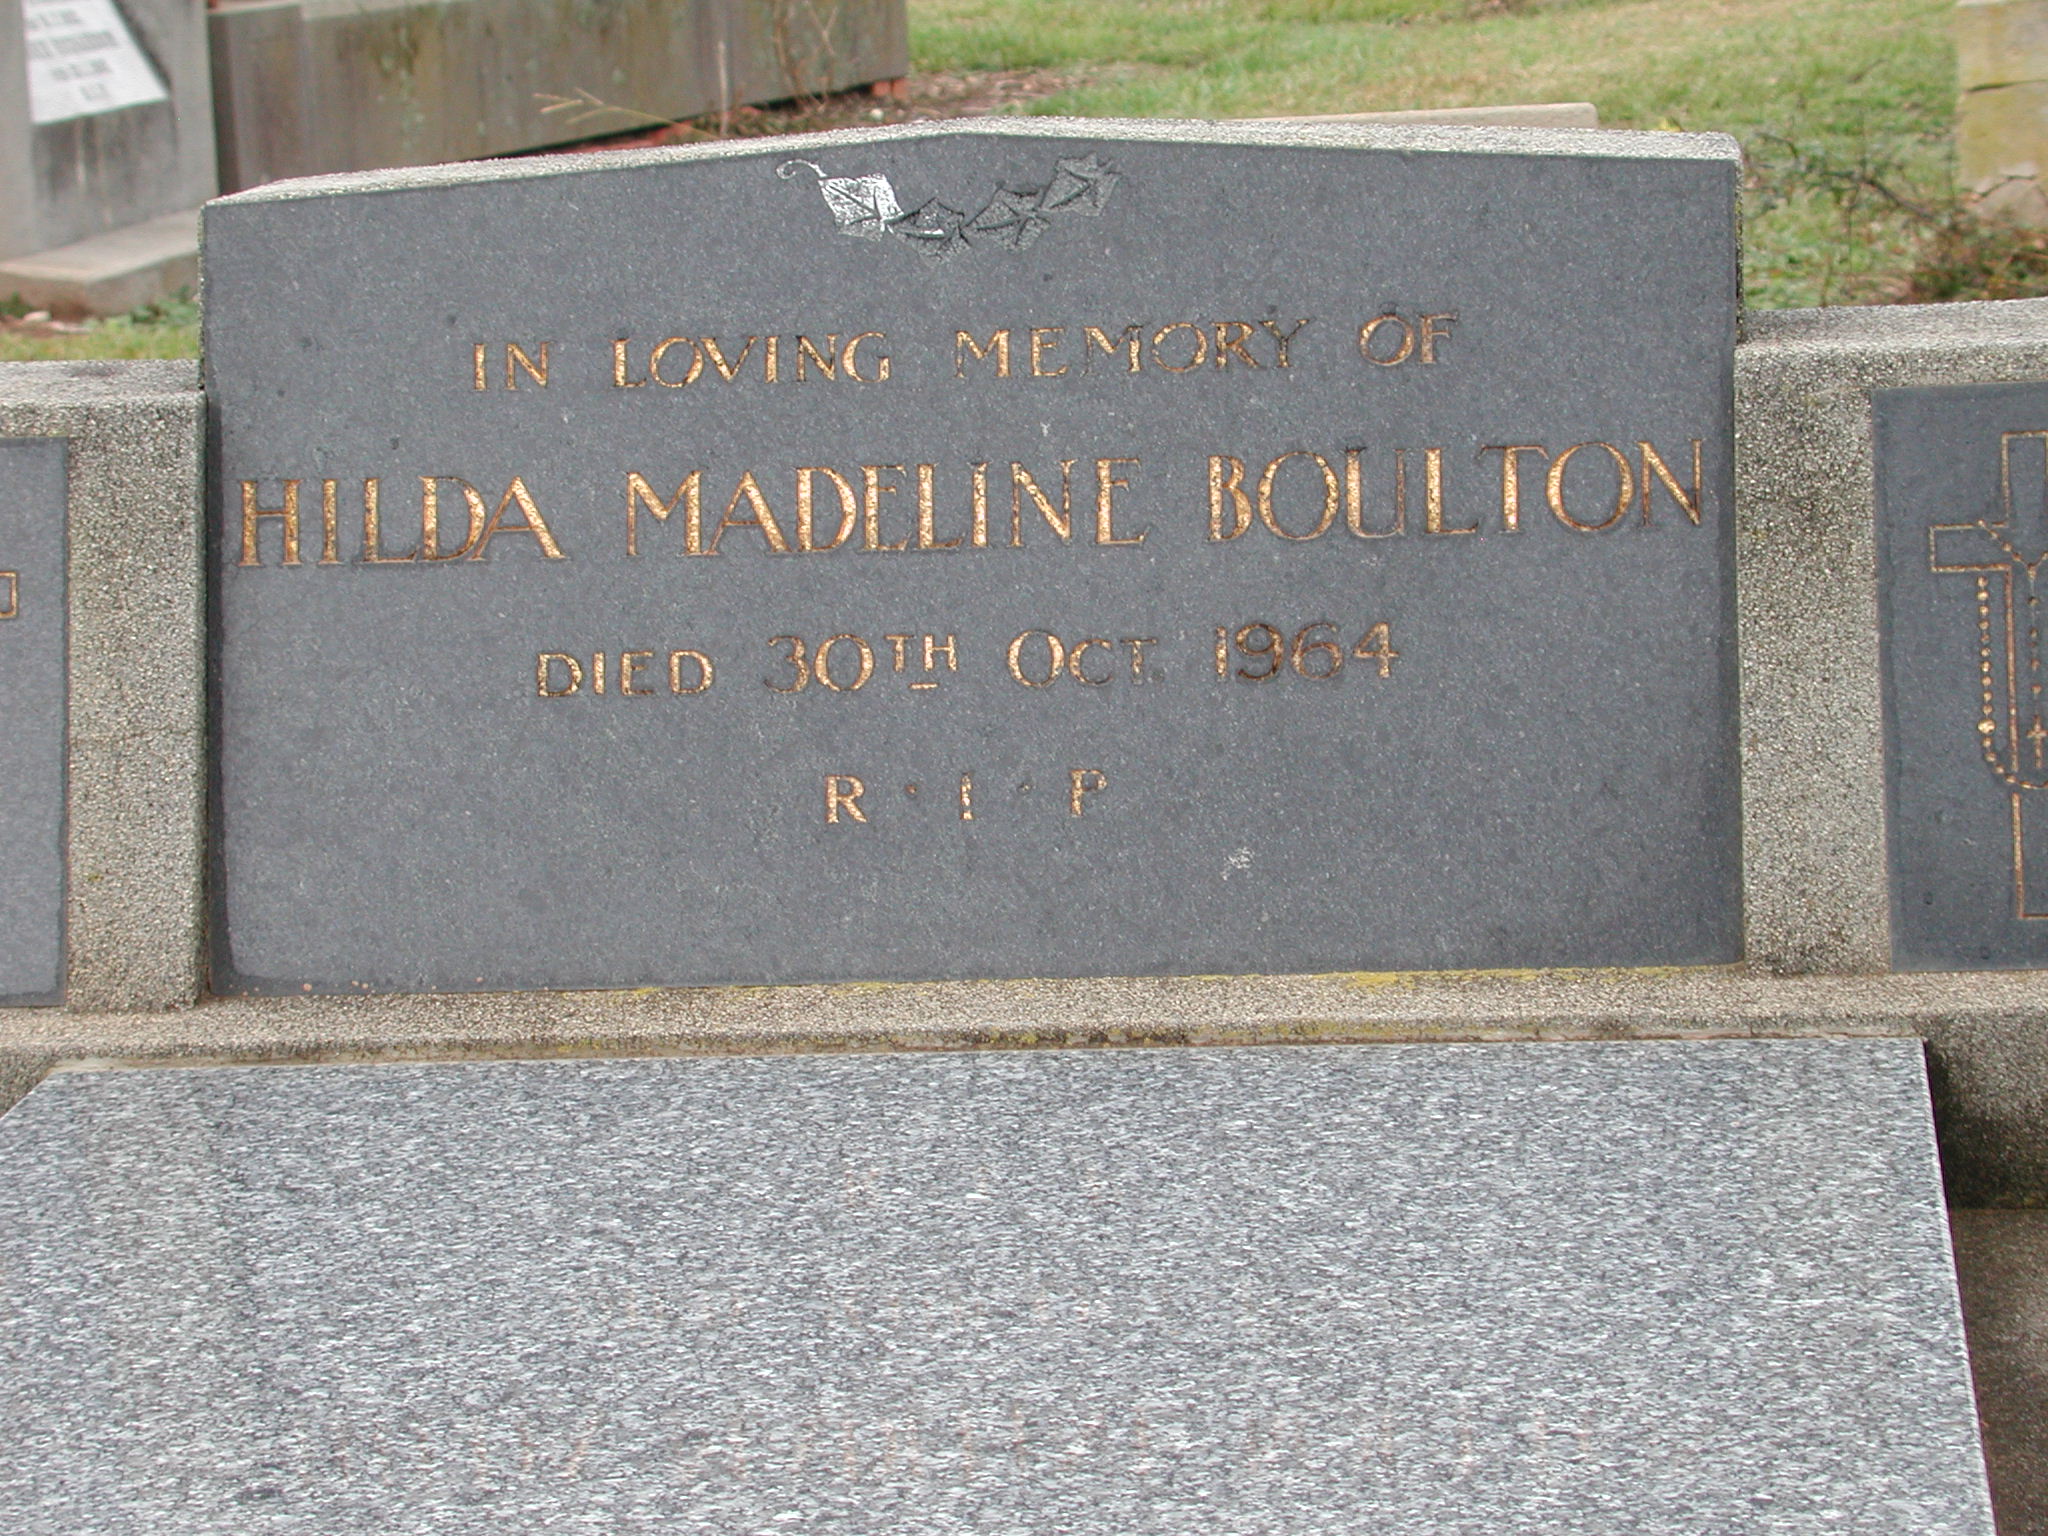 IN LOVING MEMORY OF
HILDA MADELINE BOULTON
DIED 30TH OCT. 1964
R · I · P